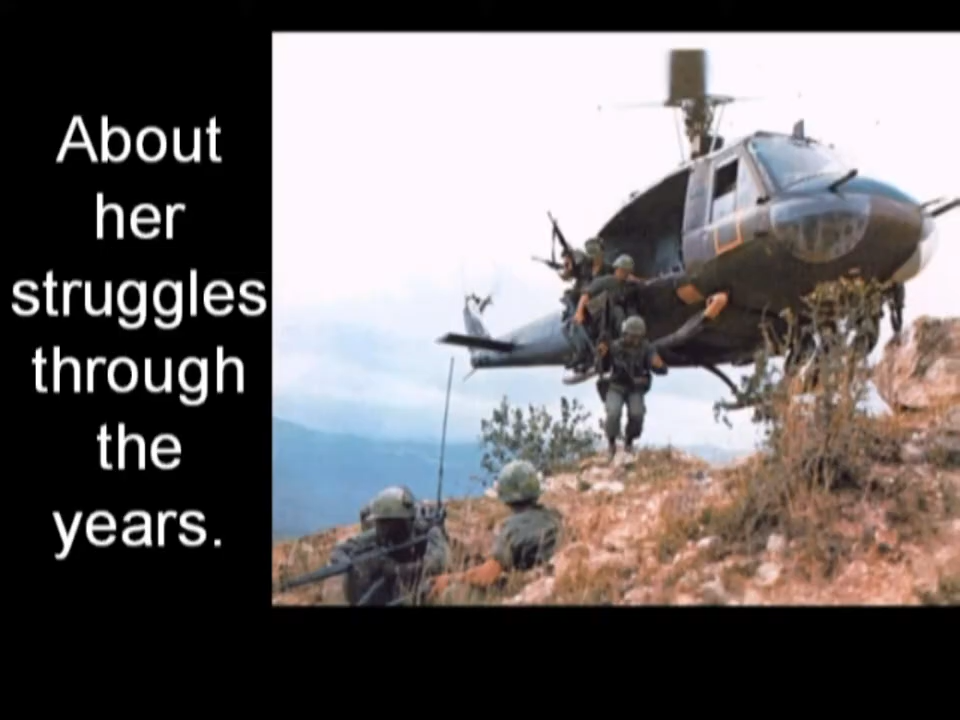 About
her
struggles
through
the
years.